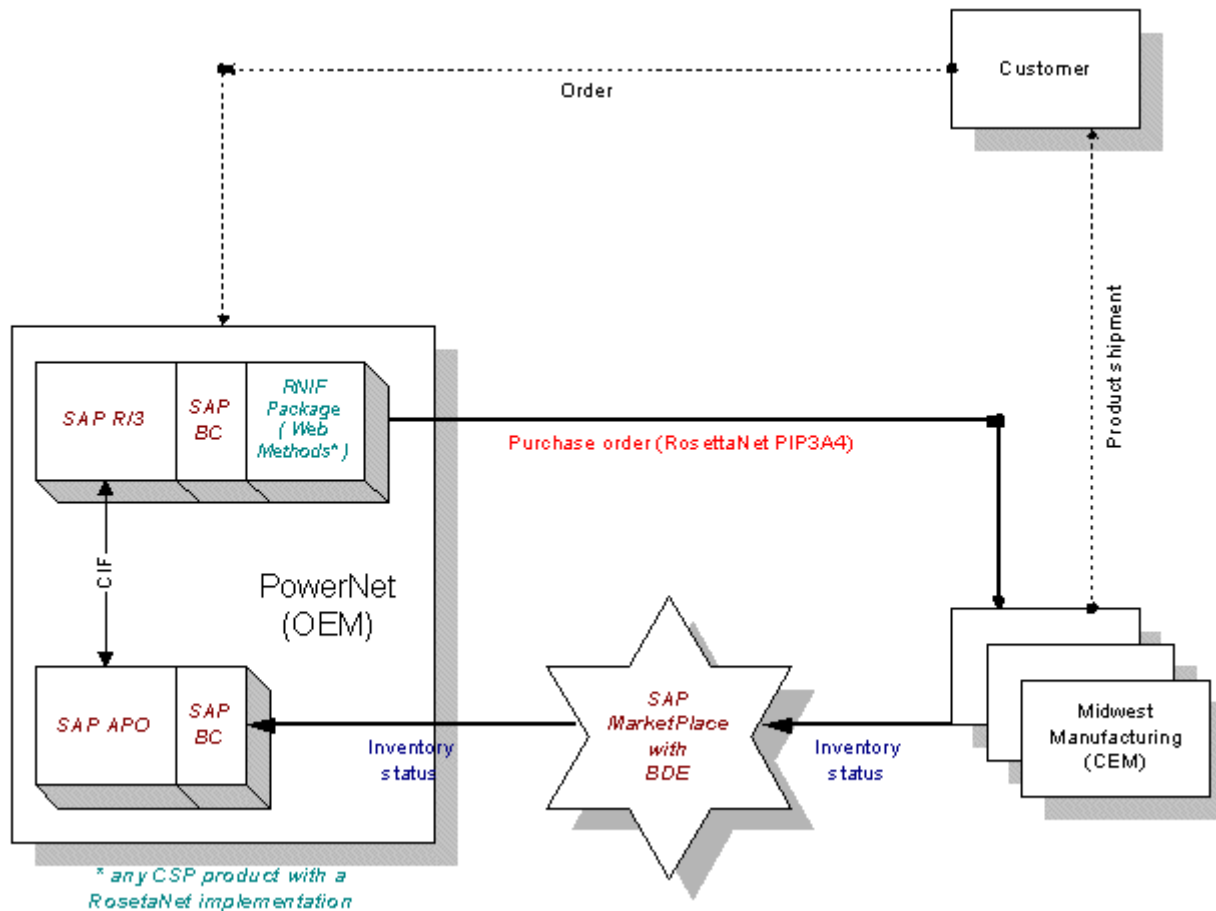 Customer
Order
Product shipment
SAP R/3
SAP
BC
RNIF
Package
( Web
Methods* )
Purchase order (RosettaNet PIP3A4)
CIF
PowerNet
(OEM)
SAP APO
SAP
BC
Inventory
status
SAP
MarketPlace
with
BDE
Inventory
status
Midwest
Manufacturing
(CEM)
* any CSP product with a
RosetaNet implementation